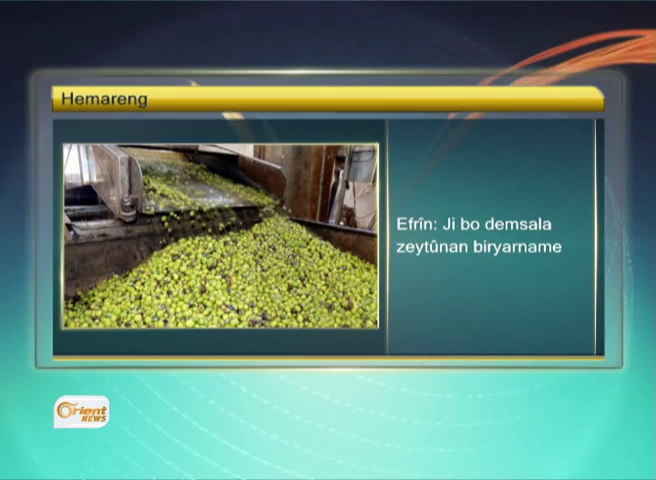 Hemareng
Efrîn: Ji bo demsala
zeytûnan biryarname
Orient
NEWS